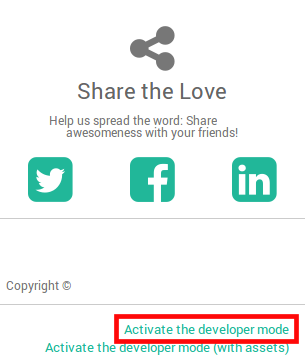 Share the Love
Help us spread the word: Share
awesomeness with your friends!
Copyright ©
Activate the developer mode
Activate the developer mode (with assets)